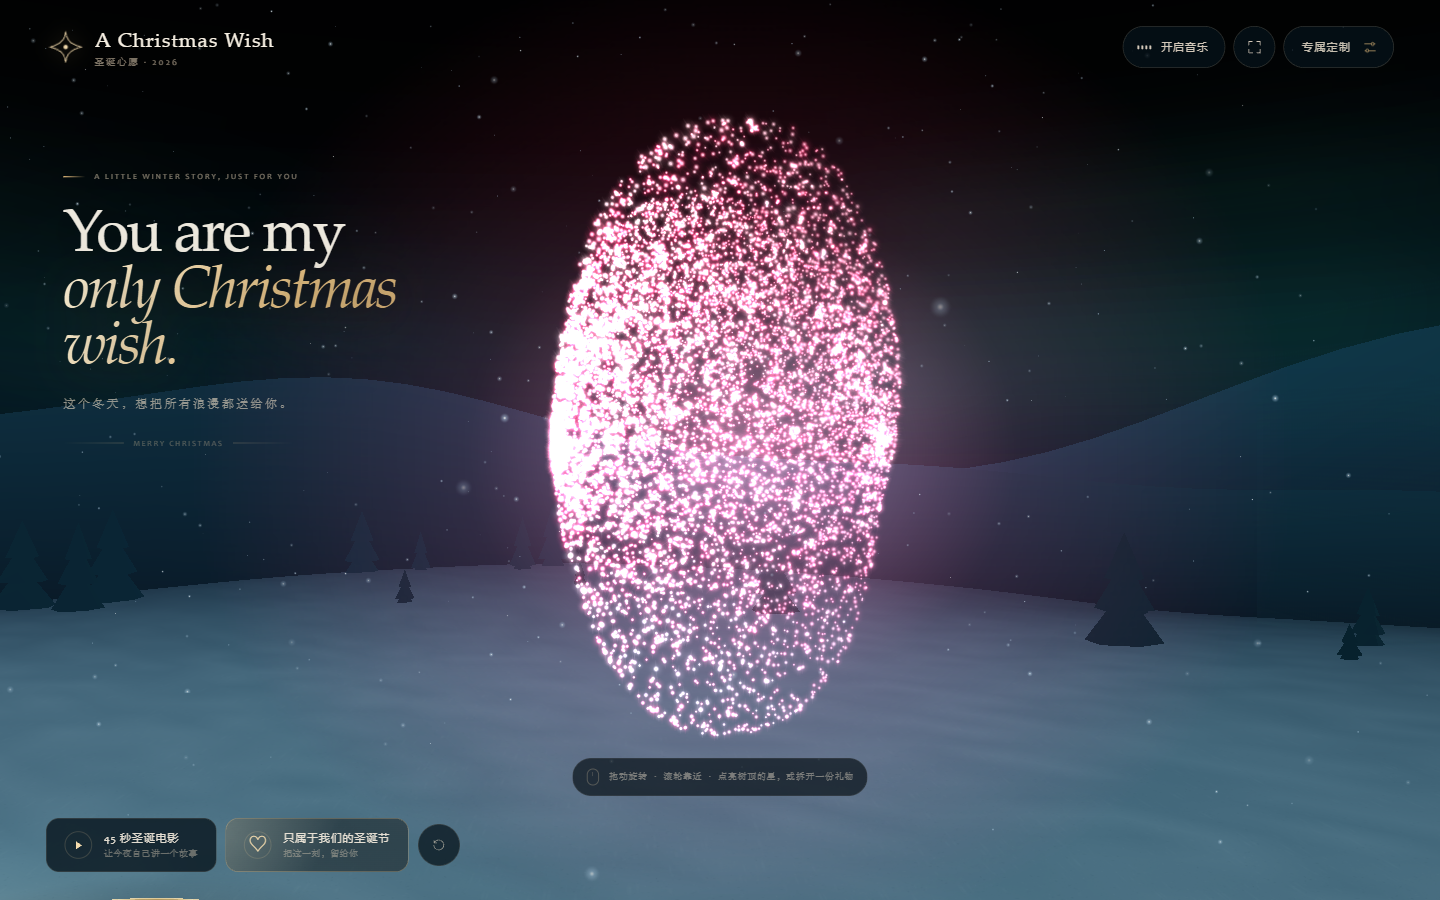 A Christmas Wish
圣诞心愿 · 2026
开启音乐
专属定制
A LITTLE WINTER STORY, JUST FOR YOU
You are my
only Christmas
wish.
这个冬天，想把所有浪漫都送给你。
MERRY CHRISTMAS
拖动旋转 · 滚轮靠近 · 点亮树顶的星，或拆开一份礼物
45 秒圣诞电影
让今夜自己讲一个故事
只属于我们的圣诞节
把这一刻，留给你